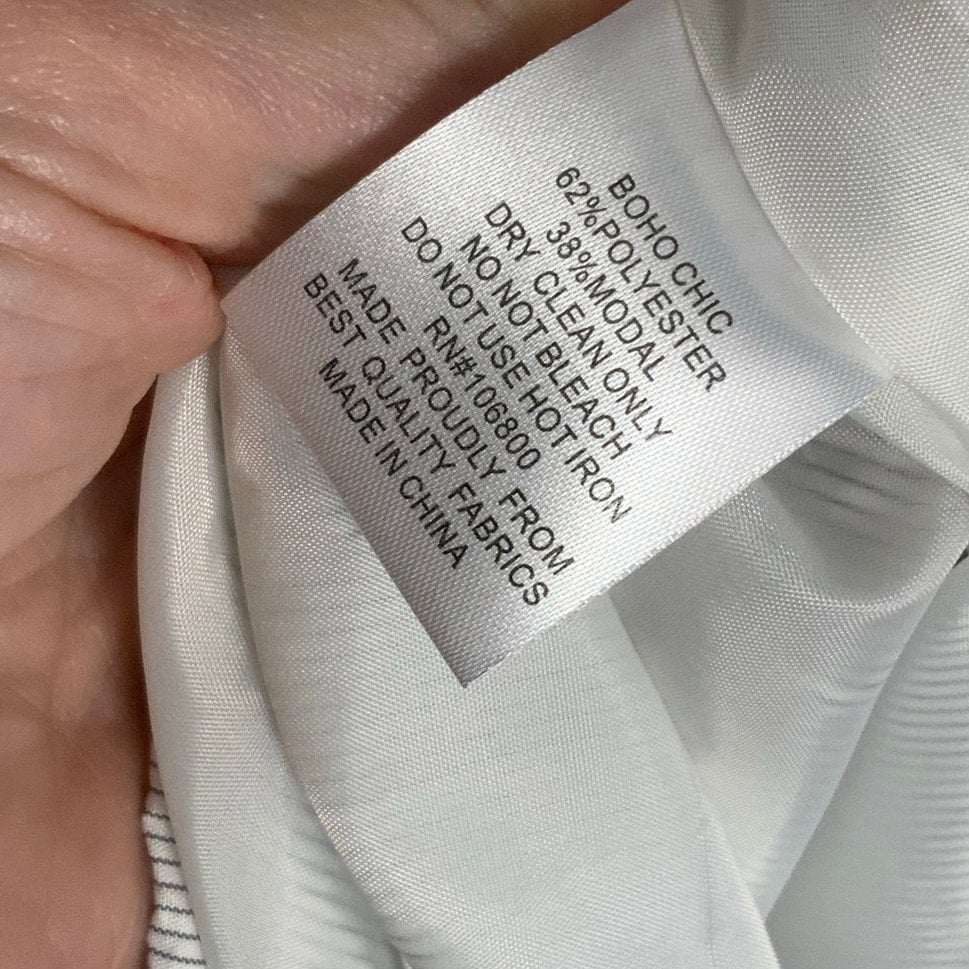 BOHO CHIC
62%POLYESTER
38%MODAL
DRY CLEAN ONLY
NO NOT BLEACH
DO NOT USE HOT IRON
RN#106800
MADE PROUDLY FROM
BEST QUALITY FABRICS
MADE IN CHINA